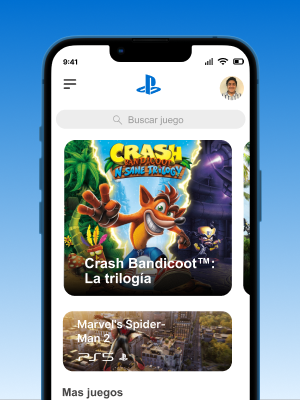 9:41
Buscar juego
CRASH
BANDICOOT
N. SANE TRILOGY
Crash Bandicoot™:
La trilogía
Marvel's Spider-
Man 2
PS5
Mas juegos